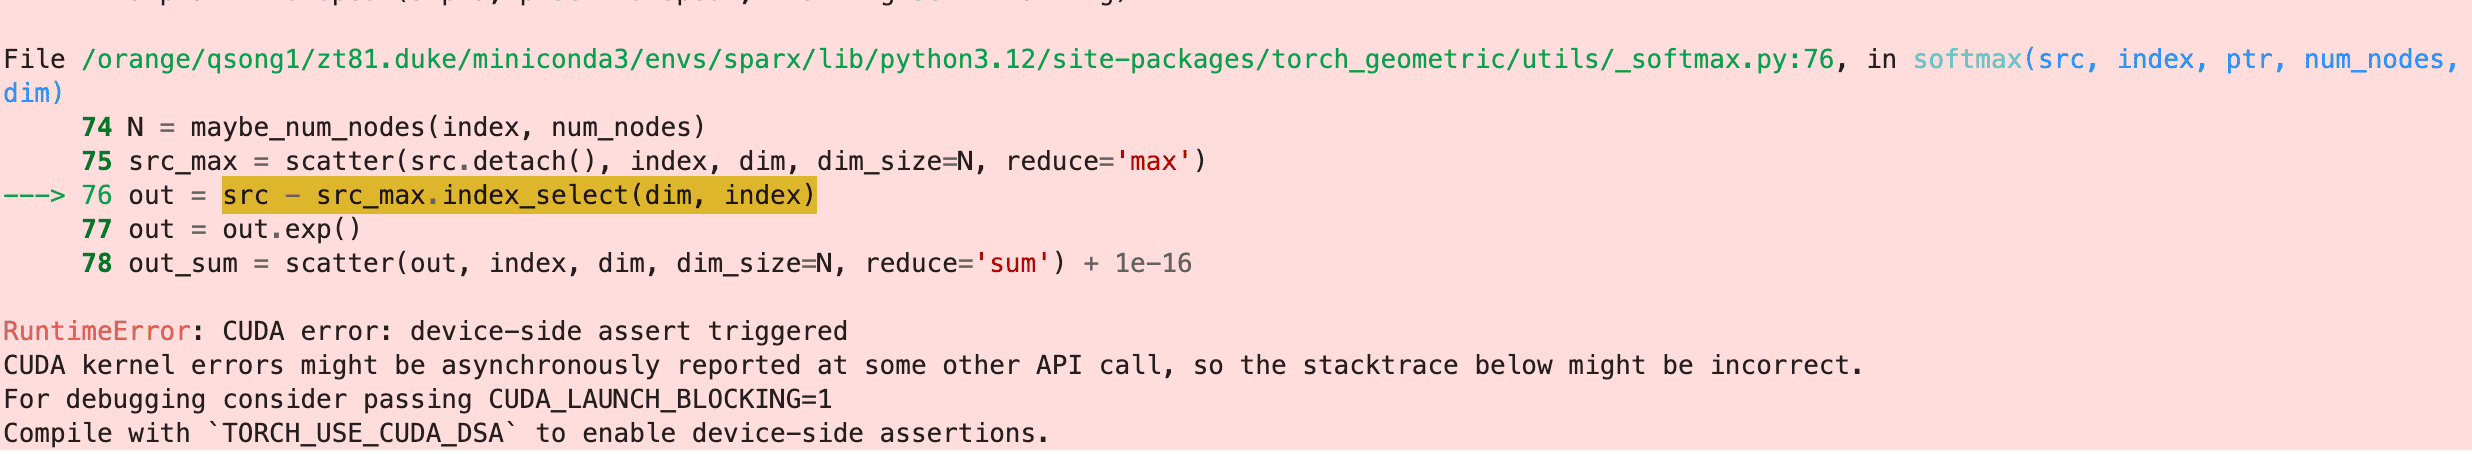 File /orange/qsong1/zt81.duke/miniconda3/envs/sparx/lib/python3.12/site-packages/torch_geometric/utils/_softmax.py:76, in softmax(src, index, ptr, num_nodes,
dim)
     74 N = maybe_num_nodes(index, num_nodes)
     75 src_max = scatter(src.detach(), index, dim, dim_size=N, reduce='max')
---> 76 out = src - src_max.index_select(dim, index)
     77 out = out.exp()
     78 out_sum = scatter(out, index, dim, dim_size=N, reduce='sum') + 1e-16
RuntimeError: CUDA error: device-side assert triggered
CUDA kernel errors might be asynchronously reported at some other API call, so the stacktrace below might be incorrect.
For debugging consider passing CUDA_LAUNCH_BLOCKING=1
Compile with `TORCH_USE_CUDA_DSA` to enable device-side assertions.